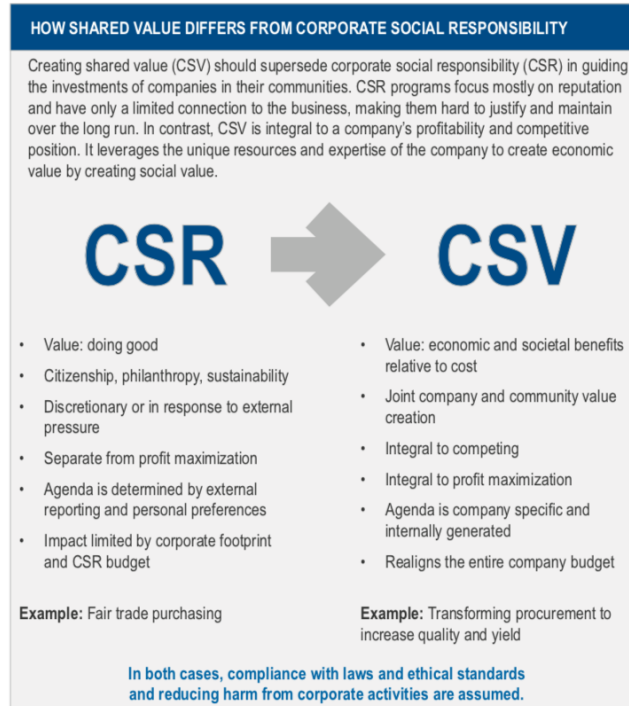 HOW SHARED VALUE DIFFERS FROM CORPORATE SOCIAL RESPONSIBILITY
Creating shared value (CSV) should supersede corporate social responsibility (CSR) in guiding
the investments of companies in their communities. CSR programs focus mostly on reputation
and have only a limited connection to the business, making them hard to justify and maintain
over the long run. In contrast, CSV is integral to a company's profitability and competitive
position. It leverages the unique resources and expertise of the company to create economic
value by creating social value.
CSR
• Value: doing good
• Citizenship, philanthropy, sustainability
• Discretionary or in response to external
pressure
• Separate from profit maximization
• Agenda is determined by external
reporting and personal preferences
• Impact limited by corporate footprint
and CSR budget
Example: Fair trade purchasing
CSV
• Value: economic and societal benefits
relative to cost
• Joint company and community value
creation
• Integral to competing
• Integral to profit maximization
• Agenda is company specific and
internally generated
• Realigns the entire company budget
Example: Transforming procurement to
increase quality and yield
In both cases, compliance with laws and ethical standards
and reducing harm from corporate activities are assumed.